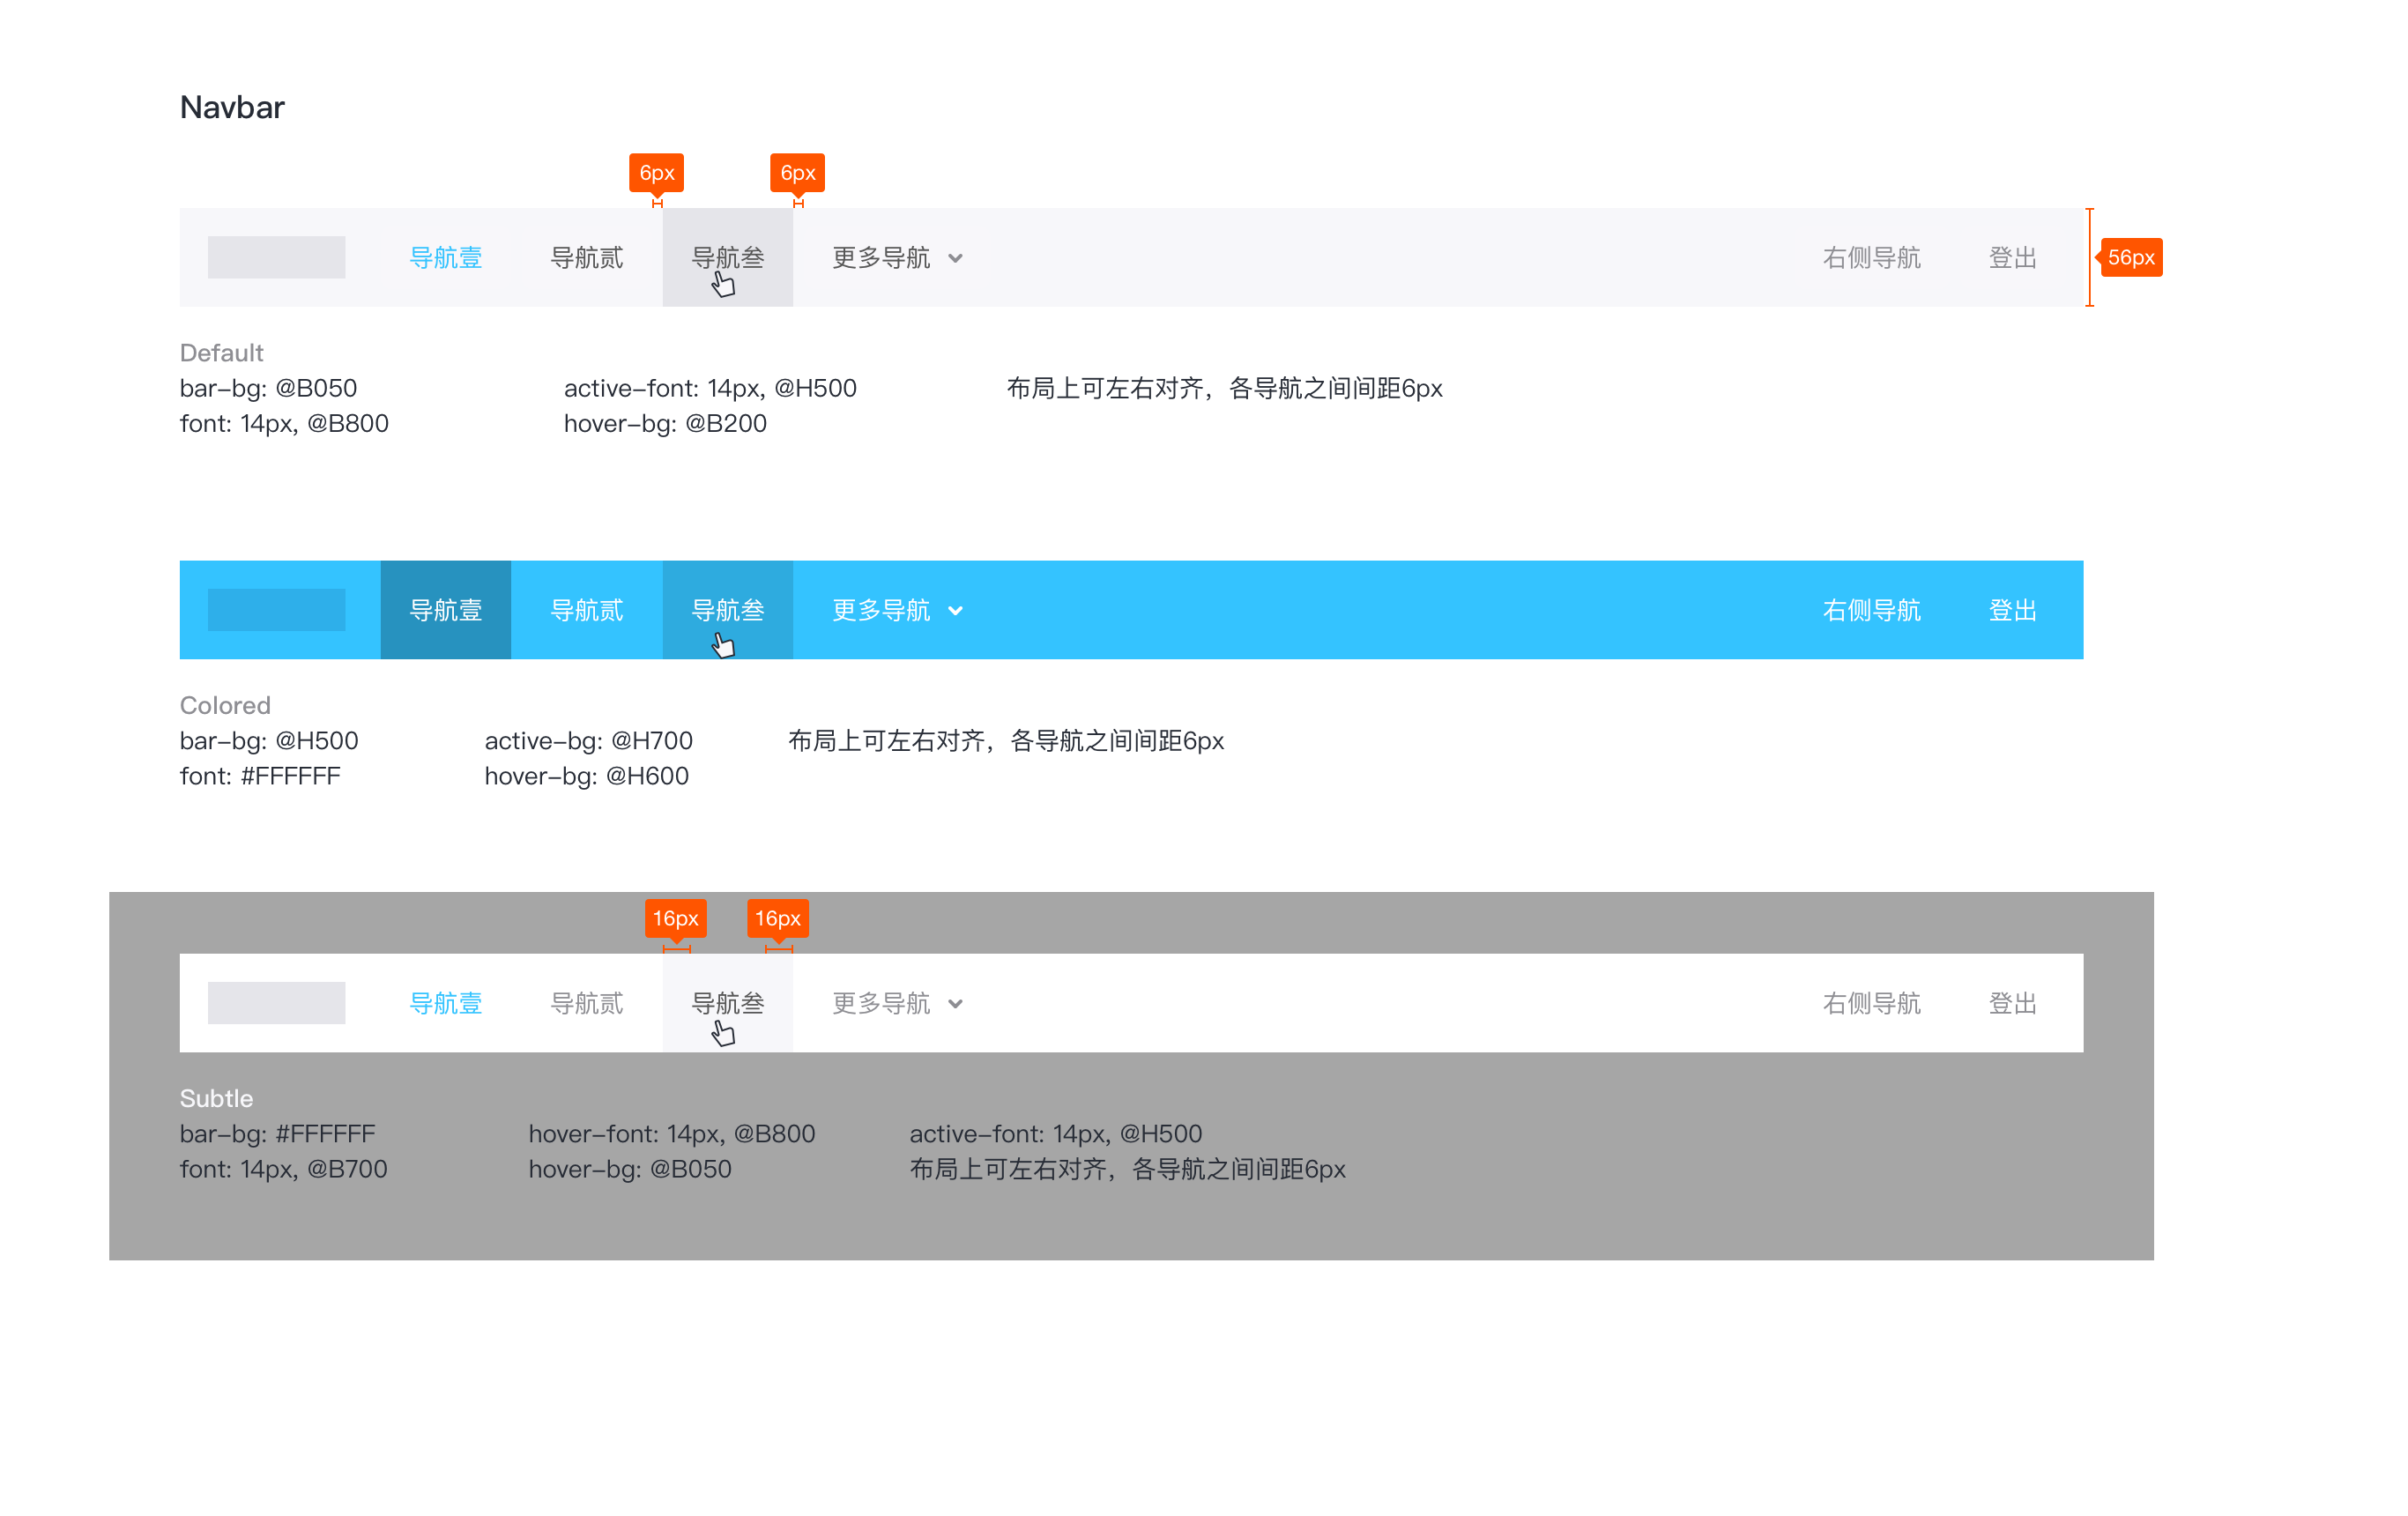 Navbar
6px 6px
导航壹 导航贰 导航叁 更多导航 右侧导航 登出
56px
Default
bar-bg: @B050 active-font: 14px, @H500 布局上可左右对齐，各导航之间间距6px
font: 14px, @B800 hover-bg: @B200
导航壹 导航贰 导航叁 更多导航 右侧导航 登出
Colored
bar-bg: @H500 active-bg: @H700 布局上可左右对齐，各导航之间间距6px
font: #FFFFFF hover-bg: @H600
16px 16px
导航壹 导航贰 导航叁 更多导航 右侧导航 登出
Subtle
bar-bg: #FFFFFF hover-font: 14px, @B800 active-font: 14px, @H500
font: 14px, @B700 hover-bg: @B050 布局上可左右对齐，各导航之间间距6px